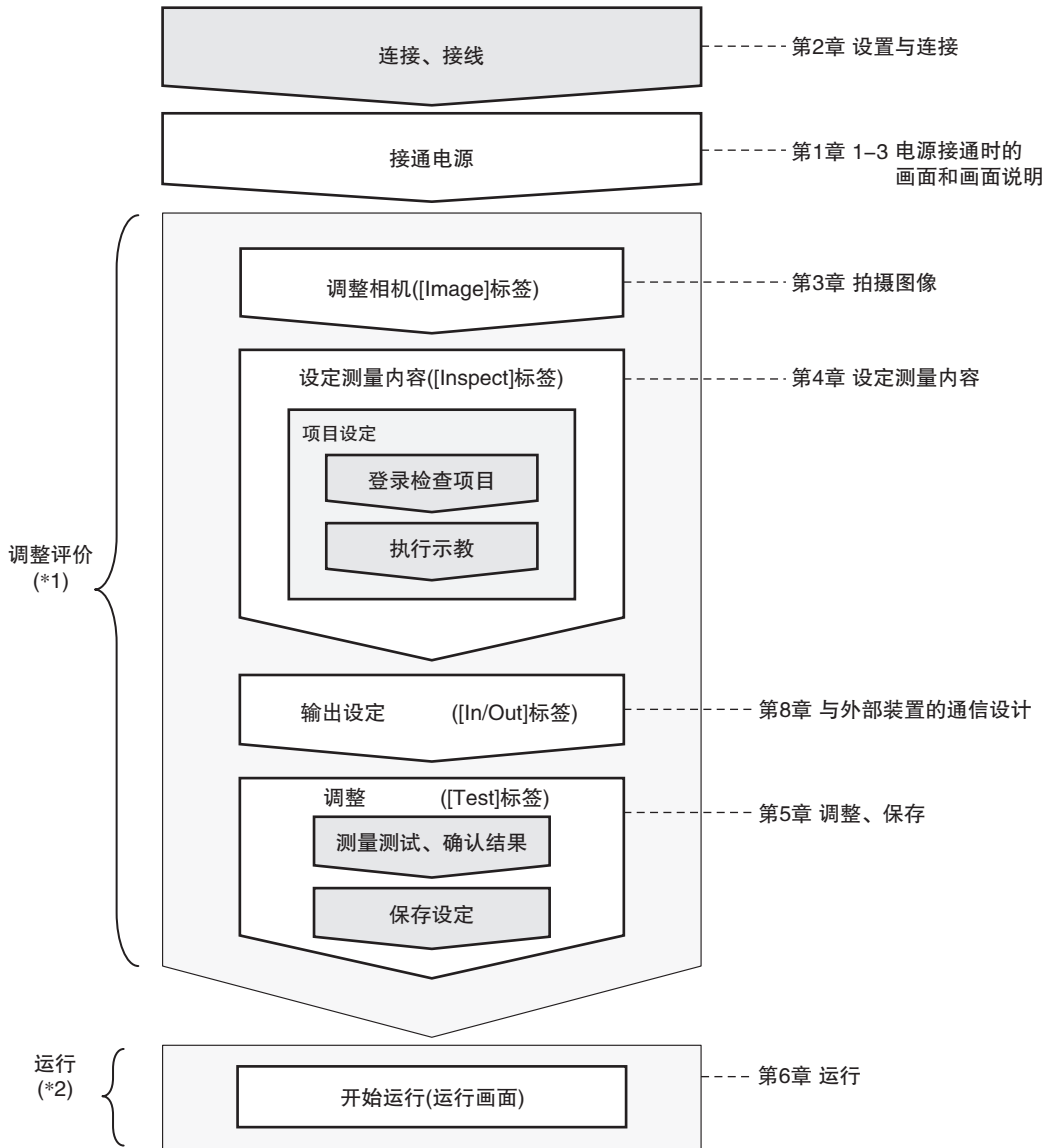 连接、接线
第2章 设置与连接
接通电源
第1章 1–3 电源接通时的
画面和画面说明
调整相机([Image]标签)
第3章 拍摄图像
设定测量内容([Inspect]标签)
第4章 设定测量内容
项目设定
登录检查项目
执行示教
调整评价
(*1)
输出设定 ([In/Out]标签)
第8章 与外部装置的通信设计
调整 ([Test]标签)
第5章 调整、保存
测量测试、确认结果
保存设定
运行
(*2)
开始运行(运行画面)
第6章 运行